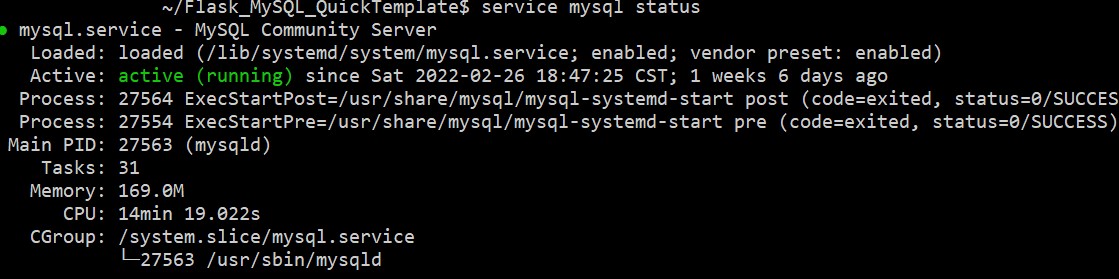 ~/Flask_MySQL_QuickTemplate$ service mysql status
● mysql.service - MySQL Community Server
Loaded: loaded (/lib/systemd/system/mysql.service; enabled; vendor preset: enabled)
Active: active (running) since Sat 2022-02-26 18:47:25 CST; 1 weeks 6 days ago
Process: 27564 ExecStartPost=/usr/share/mysql/mysql-systemd-start post (code=exited, status=0/SUCCES
Process: 27554 ExecStartPre=/usr/share/mysql/mysql-systemd-start pre (code=exited, status=0/SUCCESS)
Main PID: 27563 (mysqld)
Tasks: 31
Memory: 169.0M
CPU: 14min 19.022s
CGroup: /system.slice/mysql.service
└─27563 /usr/sbin/mysqld